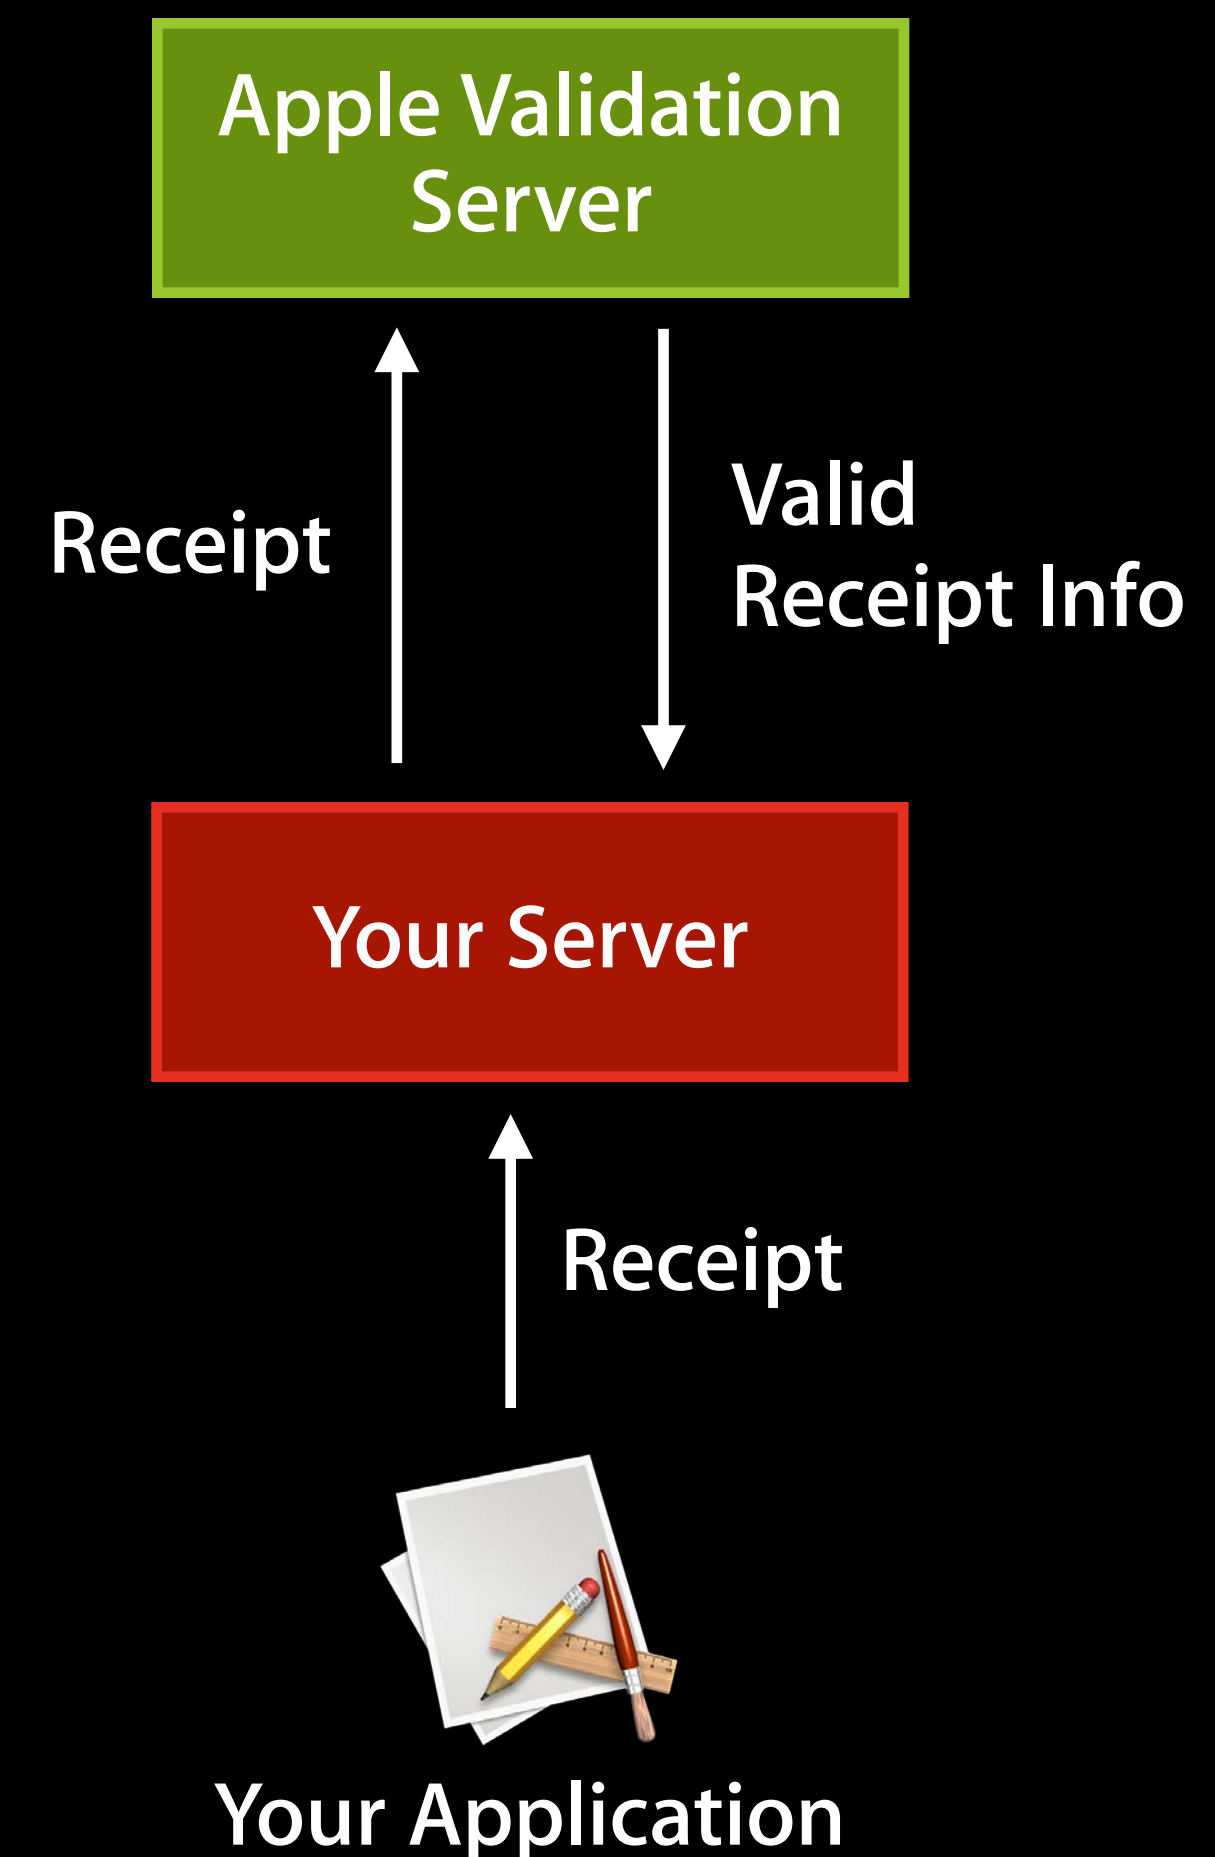 Apple Validation
Server
Receipt
Valid
Receipt Info
Your Server
Receipt
Your Application